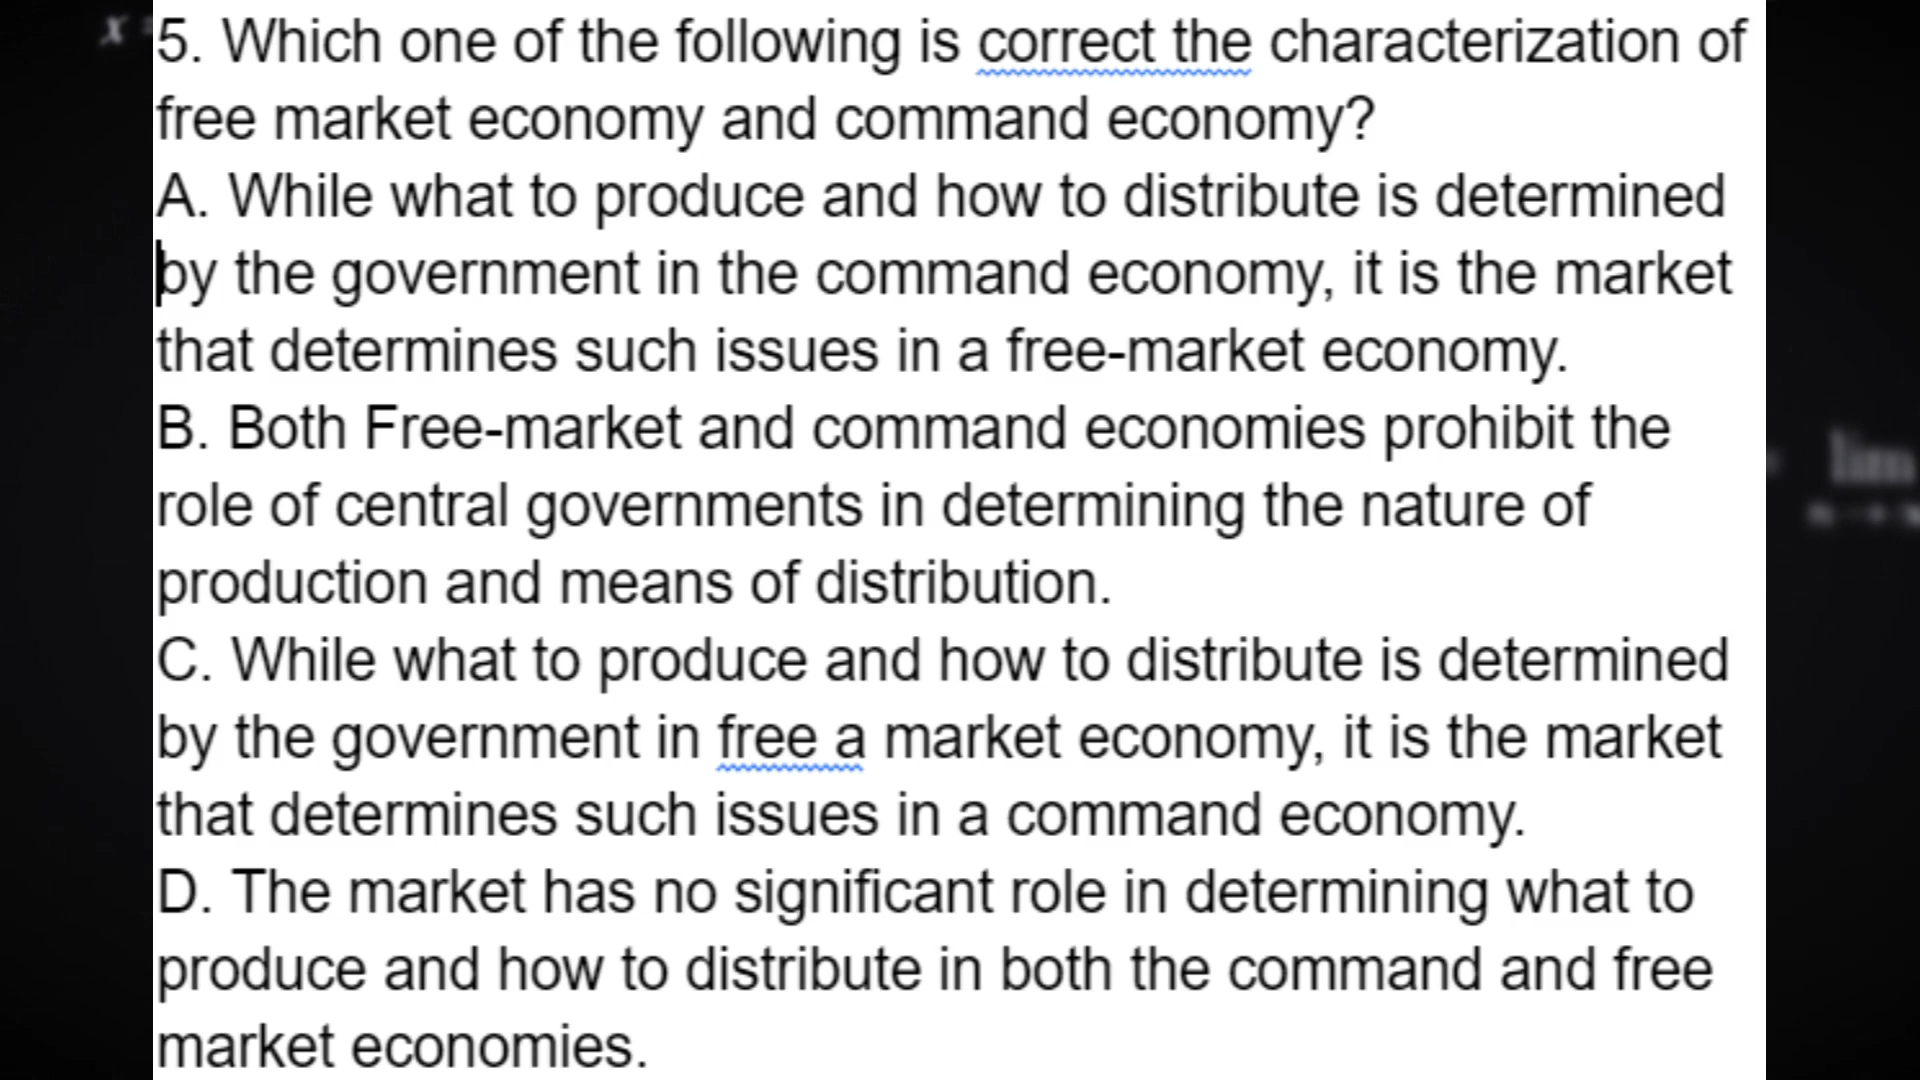 5. Which one of the following is correct the characterization of
free market economy and command economy?
A. While what to produce and how to distribute is determined
by the government in the command economy, it is the market
that determines such issues in a free-market economy.
B. Both Free-market and command economies prohibit the
role of central governments in determining the nature of
production and means of distribution.
C. While what to produce and how to distribute is determined
by the government in free a market economy, it is the market
that determines such issues in a command economy.
D. The market has no significant role in determining what to
produce and how to distribute in both the command and free
market economies.
x
lim